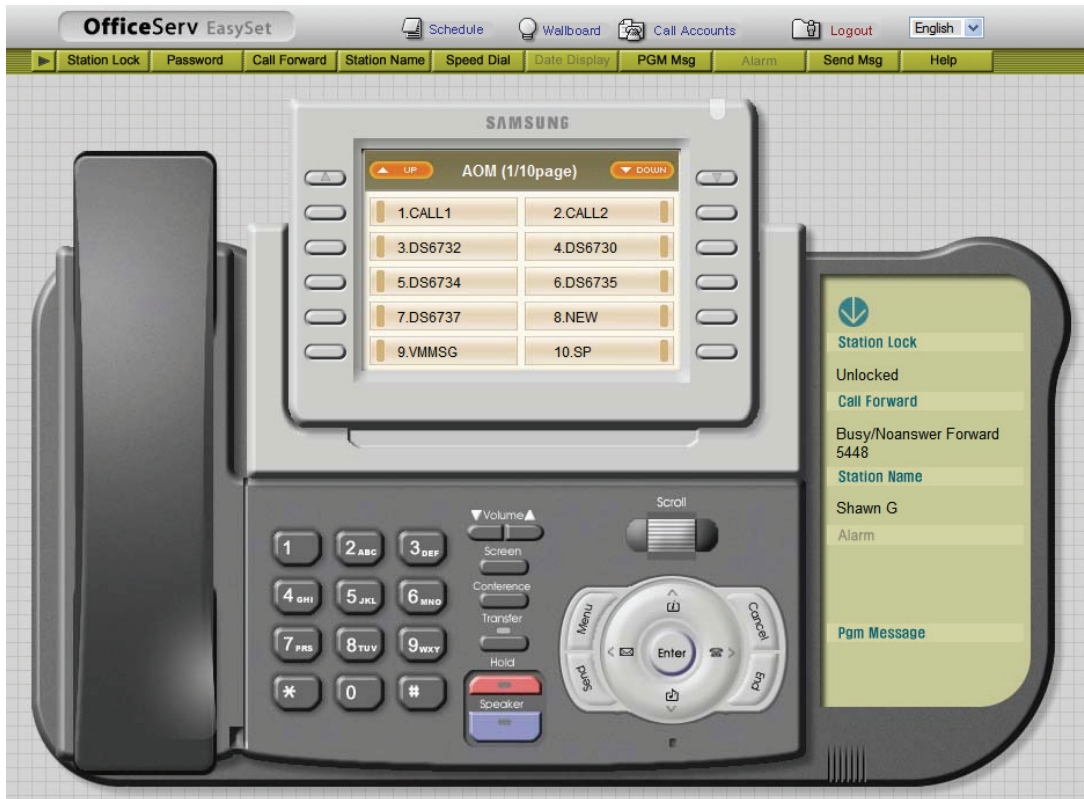 OfficeServ EasySet
Schedule
Wallboard
Call Accounts
Logout
English
Station Lock
Password
Call Forward
Station Name
Speed Dial
Date Display
PGM Msg
Alarm
Send Msg
Help
SAMSUNG
UP
AOM (1/10page)
DOWN
1.CALL1
2.CALL2
3.DS6732
4.DS6730
5.DS6734
6.DS6735
7.DS6737
8.NEW
9.VMMSG
10.SP
Station Lock
Unlocked
Call Forward
Busy/Noanswer Forward
5448
Station Name
Shawn G
Alarm
Pgm Message
1
2 ABC
3 DEF
4 GHI
5 JKL
6 MNO
7 PRS
8 TUV
9 WXY
*
0
#
▼Volume▲
Screen
Conference
Transfer
Hold
Speaker
Scroll
Menu
Cancel
Enter
Send
End